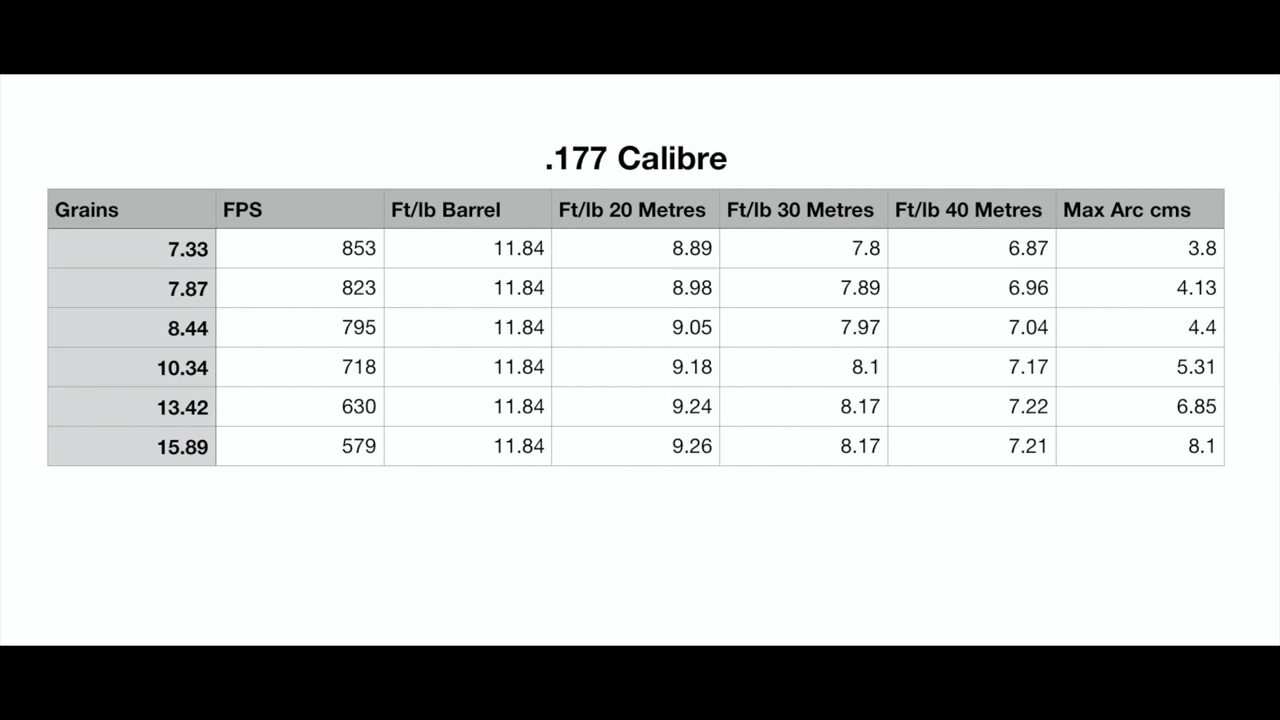 .177 Calibre
Grains FPS Ft/lb Barrel Ft/lb 20 Metres Ft/lb 30 Metres Ft/lb 40 Metres Max Arc cms
7.33 853 11.84 8.89 7.8 6.87 3.8
7.87 823 11.84 8.98 7.89 6.96 4.13
8.44 795 11.84 9.05 7.97 7.04 4.4
10.34 718 11.84 9.18 8.1 7.17 5.31
13.42 630 11.84 9.24 8.17 7.22 6.85
15.89 579 11.84 9.26 8.17 7.21 8.1